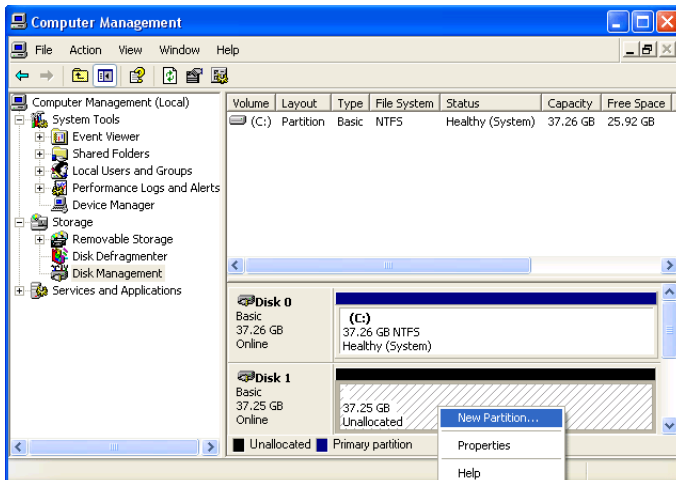 Computer Management
File Action View Window Help
Computer Management (Local)
System Tools
Event Viewer
Shared Folders
Local Users and Groups
Performance Logs and Alerts
Device Manager
Storage
Removable Storage
Disk Defragmenter
Disk Management
Services and Applications
Volume Layout Type File System Status Capacity Free Space
(C:) Partition Basic NTFS Healthy (System) 37.26 GB 25.92 GB
Disk 0
Basic
37.26 GB
Online
(C:)
37.26 GB NTFS
Healthy (System)
Disk 1
Basic
37.25 GB
Online
37.25 GB
Unallocated
New Partition...
Properties
Help
Unallocated Primary partition